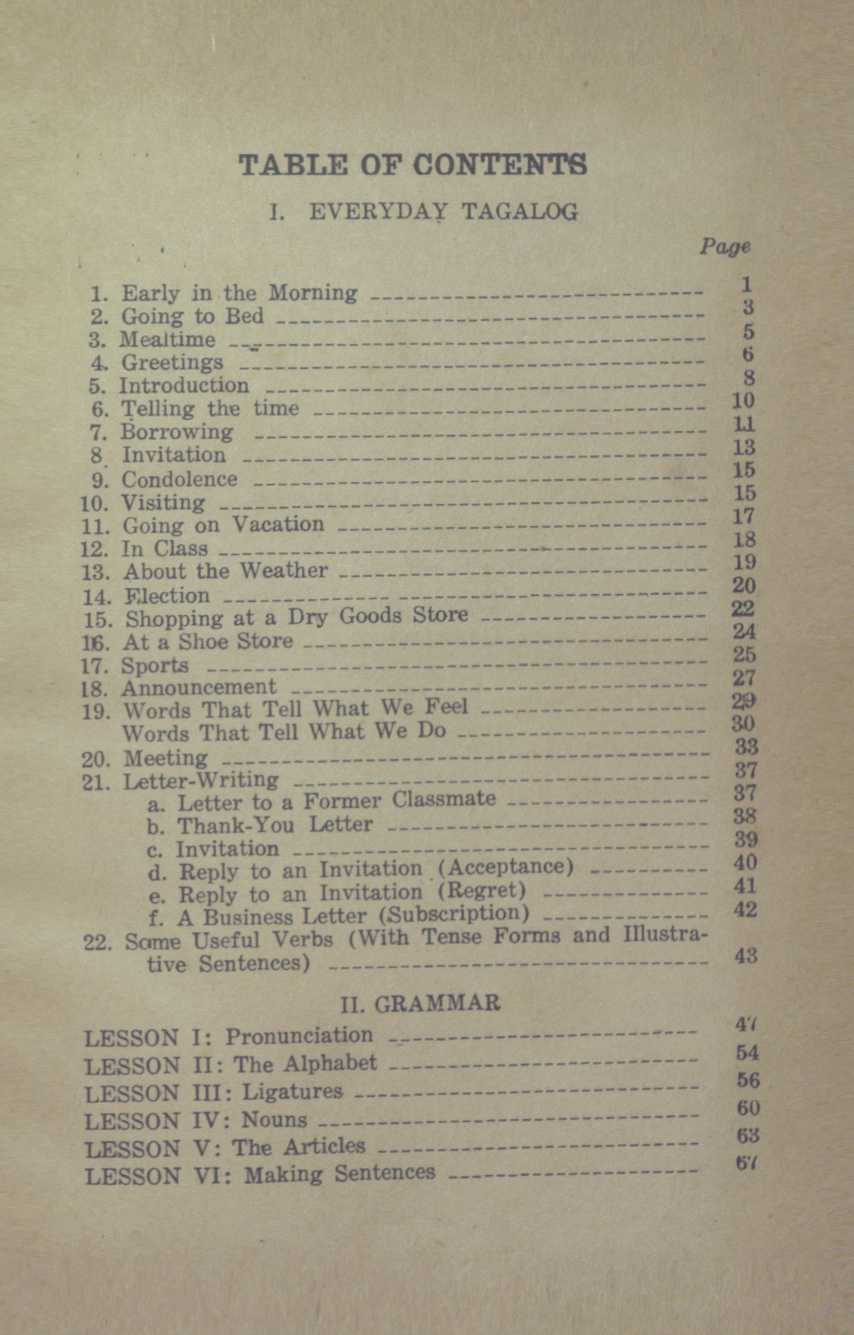 TABLE OF CONTENTS
I. EVERYDAY TAGALOG
Page
1. Early in the Morning ---------------------------- 1
2. Going to Bed ------------------------------------ 3
3. Mealtime ---------------------------------------- 5
4. Greetings --------------------------------------- 6
5. Introduction ------------------------------------- 8
6. Telling the time --------------------------------- 10
7. Borrowing -------------------------------------- 11
8. Invitation --------------------------------------- 13
9. Condolence -------------------------------------- 15
10. Visiting ----------------------------------------- 15
11. Going on Vacation ------------------------------- 17
12. In Class ----------------------------------------- 18
13. About the Weather ------------------------------- 19
14. Election -------------- -------------------------- 20
15. Shopping at a Dry Goods Store ------------------- 22
16. At a Shoe Store ---------------------------------- 24
17. Sports ------------------------------------------ 25
18. Announcement ----------------------------------- 27
19. Words That Tell What We Feel ------------------- 29
Words That Tell What We Do --------------------- 30
20. Meeting ----------------------------------------- 33
21. Letter-Writing ----------------------------------- 37
a. Letter to a Former Classmate ----------------- 37
b. Thank-You Letter --------------------------- 38
c. Invitation ----------------------------------- 39
d. Reply to an Invitation (Acceptance) ---------- 40
e. Reply to an Invitation (Regret) -------------- 41
f. A Business Letter (Subscription) -------------- 42
22. Some Useful Verbs (With Tense Forms and Illustra-
tive Sentences) -------------------------------- 43
II. GRAMMAR
LESSON I: Pronunciation -------------------------- 47
LESSON II: The Alphabet -------------------------- 54
LESSON III: Ligatures ----------------------------- 56
LESSON IV: Nouns -------------------------------- 60
LESSON V: The Articles --------------------------- 63
LESSON VI: Making Sentences --------------------- 67